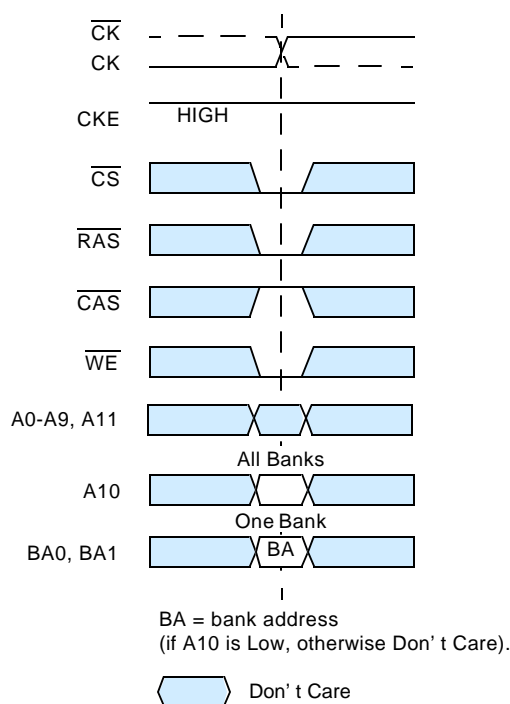 CK
CK
CKE HIGH
CS
RAS
CAS
WE
A0-A9, A11
All Banks
A10
One Bank
BA0, BA1 BA
BA = bank address
(if A10 is Low, otherwise Don' t Care).
Don' t Care